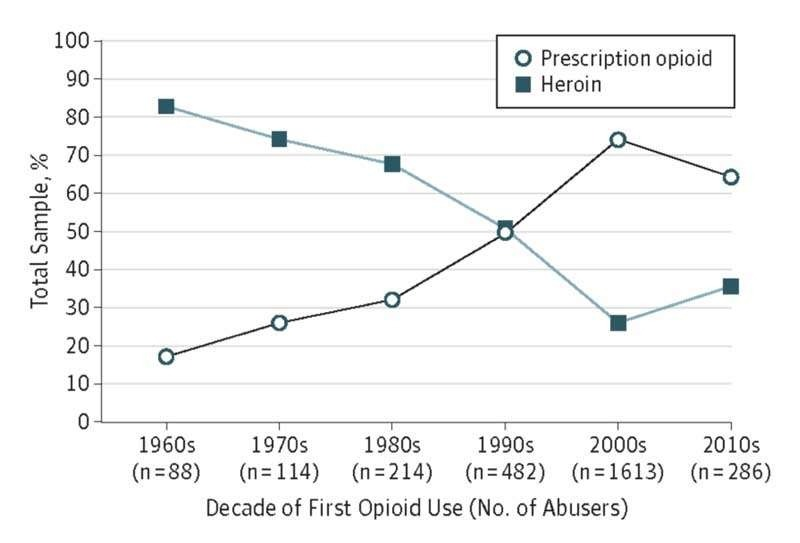 Total Sample, %
100
90
80
70
60
50
40
30
20
10
0
Prescription opioid
Heroin
1960s 1970s 1980s 1990s 2000s 2010s
(n=88) (n=114) (n=214) (n=482) (n=1613) (n=286)
Decade of First Opioid Use (No. of Abusers)